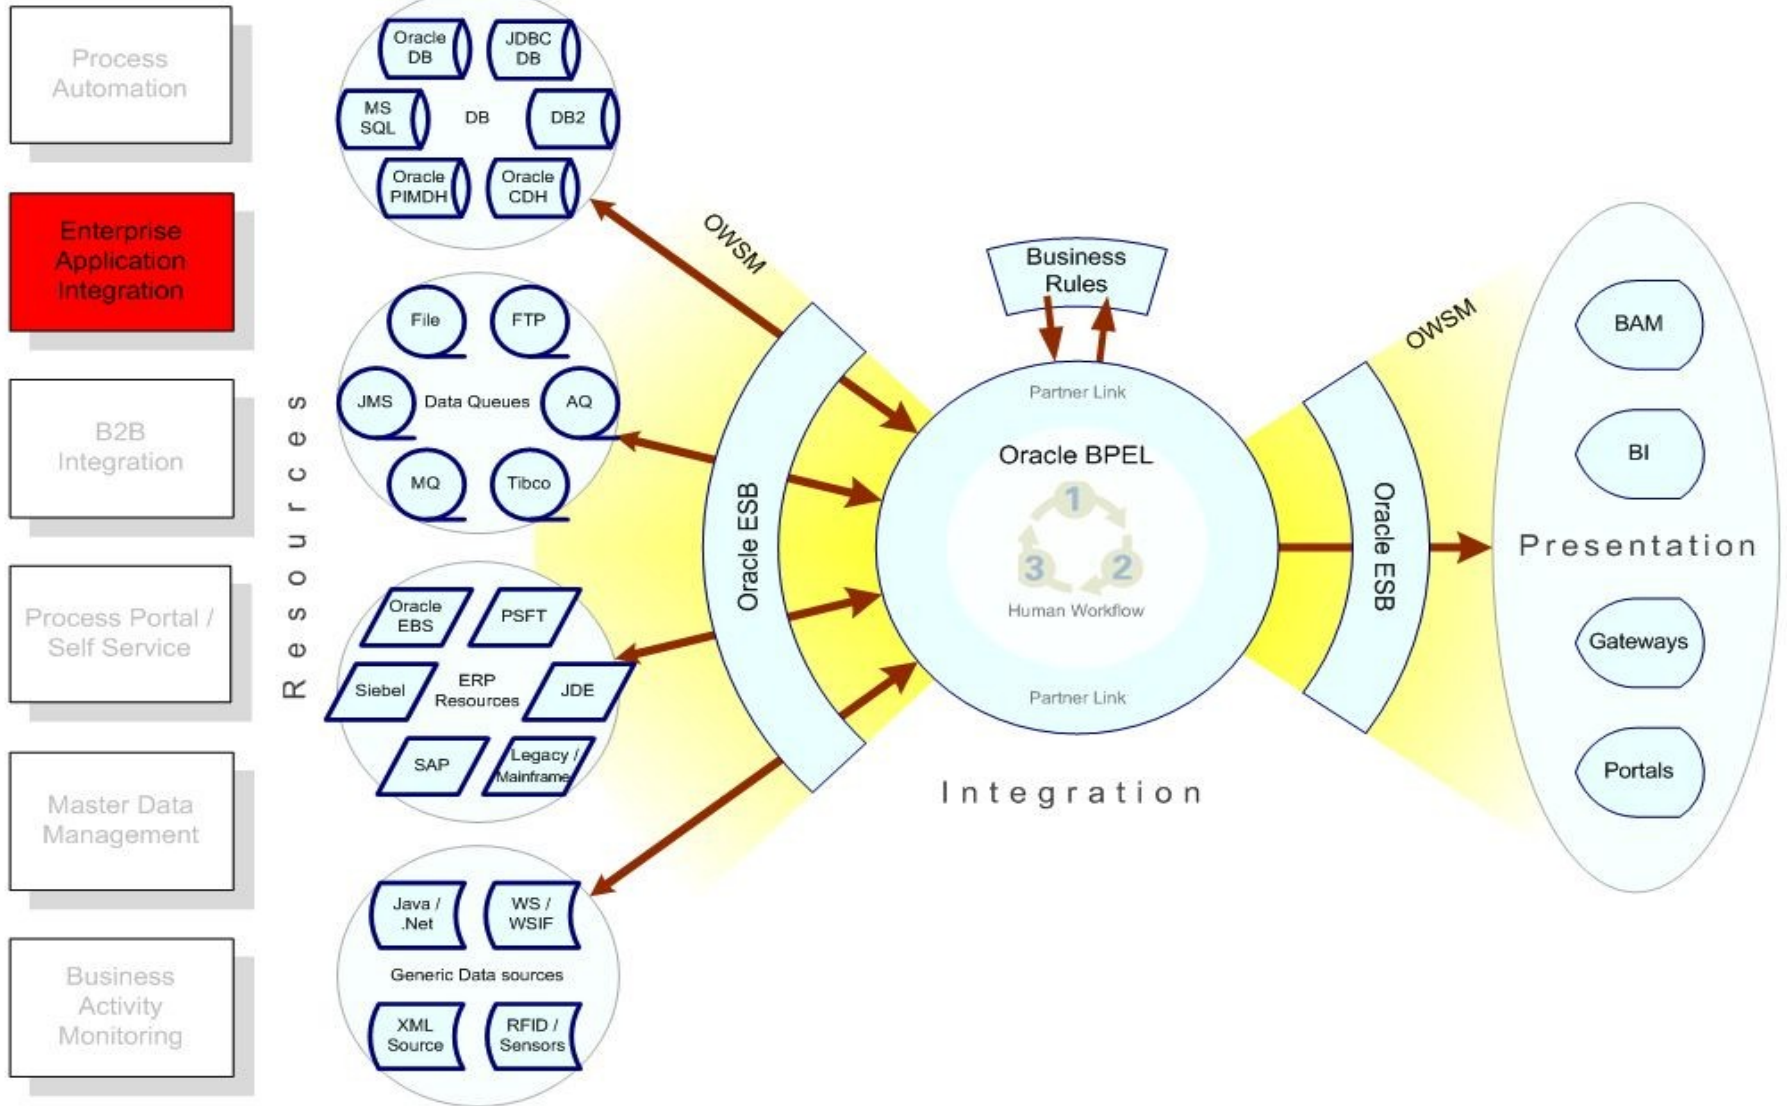 Process
Automation
Enterprise
Application
Integration
B2B
Integration
Process Portal /
Self Service
Master Data
Management
Business
Activity
Monitoring
Resources
Oracle
DB
JDBC
DB
MS
SQL
DB
DB2
Oracle
PIMDH
Oracle
CDH
File
FTP
JMS
Data Queues
AQ
MQ
Tibco
Oracle
EBS
PSFT
Siebel
ERP
Resources
JDE
SAP
Legacy /
Mainframe
Java /
.Net
WS /
WSIF
Generic Data sources
XML
Source
RFID /
Sensors
OWSM
Oracle ESB
Business
Rules
Partner Link
Oracle BPEL
1
3
2
Human Workflow
Partner Link
Integration
OWSM
Oracle ESB
BAM
BI
Presentation
Gateways
Portals